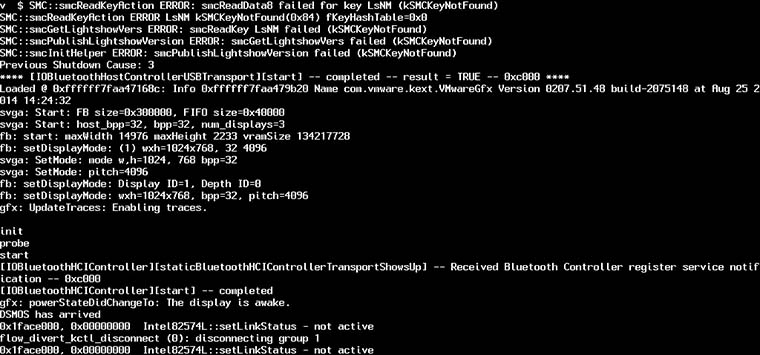 v  $ SMC::smcReadKeyAction ERROR: smcReadData8 failed for key LsNM (kSMCKeyNotFound)
SMC::smcReadKeyAction ERROR LsNM kSMCKeyNotFound(0x84) fKeyHashTable=0x0
SMC::smcGetLightshowVers ERROR: smcReadKey LsNM failed (kSMCKeyNotFound)
SMC::smcPublishLightshowVersion ERROR: smcGetLightshowVers failed (kSMCKeyNotFound)
SMC::smcInitHelper ERROR: smcPublishLightshowVersion failed (kSMCKeyNotFound)
Previous Shutdown Cause: 3
**** [IOBluetoothHostControllerUSBTransport][start] -- completed -- result = TRUE -- 0xc000 ****
Loaded @ 0xffffff7faa47168c: Info 0xffffff7faa479b20 Name com.vmware.kext.VMwareGfx Version 0207.51.48 build-2075148 at Aug 25 2
014 14:24:32
svga: Start: FB size=0x300000, FIFO size=0x40000
svga: Start: host_bpp=32, bpp=32, num_displays=3
fb: start: maxWidth 14976 maxHeight 2233 vramSize 134217728
fb: setDisplayMode: (1) wxh=1024x768, 32 4096
svga: SetMode: mode w,h=1024, 768 bpp=32
svga: SetMode: pitch=4096
fb: setDisplayMode: Display ID=1, Depth ID=0
fb: setDisplayMode: wxh=1024x768, bpp=32, pitch=4096
gfx: UpdateTraces: Enabling traces.
init
probe
start
[IOBluetoothHCIController][staticBluetoothHCIControllerTransportShowsUp] -- Received Bluetooth Controller register service notif
ication -- 0xc000
[IOBluetoothHCIController][start] -- completed
gfx: powerStateDidChangeTo: The display is awake.
DSMOS has arrived
0x1face000, 0x00000000  Intel82574L::setLinkStatus - not active
flow_divert_kctl_disconnect (0): disconnecting group 1
0x1face000, 0x00000000  Intel82574L::setLinkStatus - not active